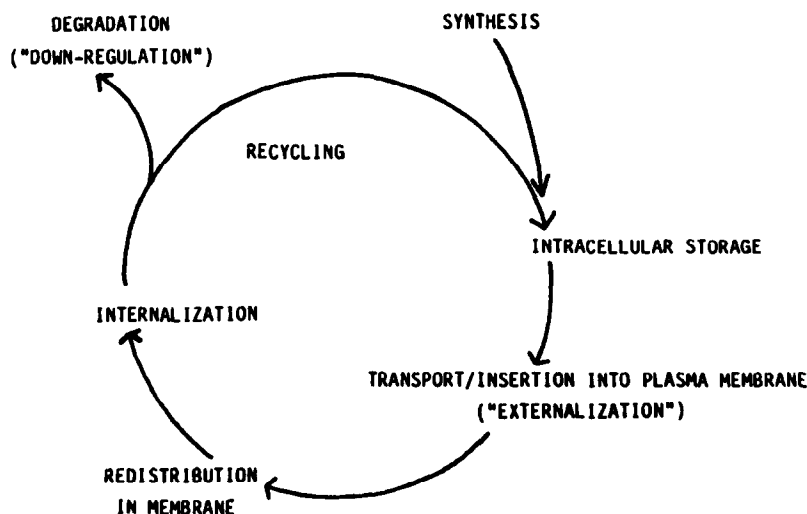 DEGRADATION
("DOWN-REGULATION")
SYNTHESIS
RECYCLING
INTRACELLULAR STORAGE
INTERNALIZATION
TRANSPORT/INSERTION INTO PLASMA MEMBRANE
("EXTERNALIZATION")
REDISTRIBUTION
IN MEMBRANE